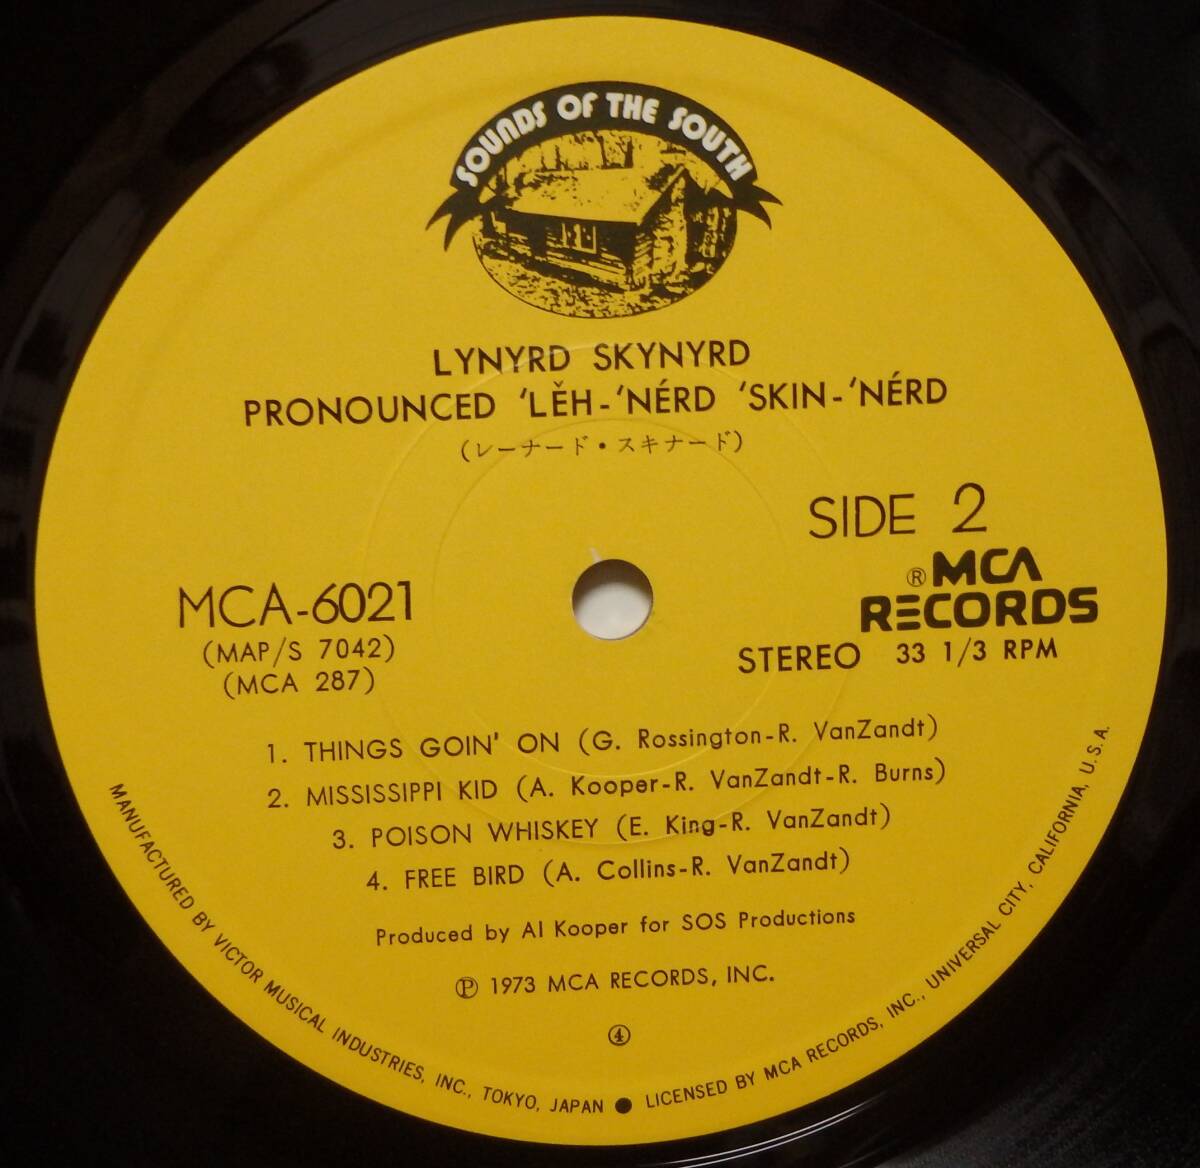 SOUNDS OF THE SOUTH
LYNYRD SKYNYRD
PRONOUNCED 'LĔH-'NÉRD 'SKIN-'NÉRD
(レーナード・スキナード)
SIDE 2
® MCA
RECORDS
MCA-6021
(MAP/S 7042)
(MCA 287)
STEREO 33 1/3 RPM
1. THINGS GOIN' ON (G. Rossington-R. VanZandt)
2. MISSISSIPPI KID (A. Kooper-R. VanZandt-R. Burns)
3. POISON WHISKEY (E. King-R. VanZandt)
4. FREE BIRD (A. Collins-R. VanZandt)
Produced by Al Kooper for SOS Productions
℗ 1973 MCA RECORDS, INC.
④
MANUFACTURED BY VICTOR MUSICAL INDUSTRIES, INC., TOKYO, JAPAN ● LICENSED BY MCA RECORDS, INC., UNIVERSAL CITY, CALIFORNIA, U.S.A.